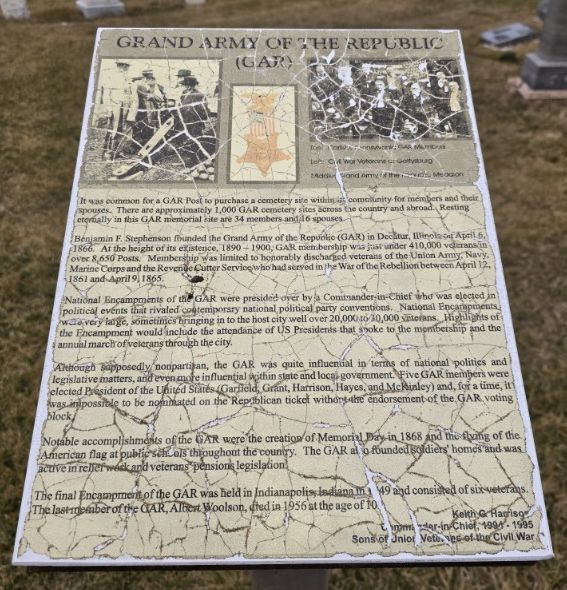 GRAND ARMY OF THE REPUBLIC
(GAR)
Pennsylvania GAR Members
Left: Civil War Veterans at Gettysburg
Middle: Grand Army of the Republic Medallion
It was common for a GAR Post to purchase a cemetery site within its community for members and their
spouses. There are approximately 1,000 GAR cemetery sites across the country and abroad. Resting
eternally in this GAR memorial site are 34 members and 16 spouses.
Benjamin F. Stephenson founded the Grand Army of the Republic (GAR) in Decatur, Illinois on April 6,
1866. At the height of its existence, 1890 - 1900, GAR membership was just under 410,000 veterans in
over 8,650 Posts. Membership was limited to honorably discharged veterans of the Union Army, Navy,
Marine Corps and the Revenue Cutter Service who had served in the War of the Rebellion between April 12,
1861 and April 9, 1865.
National Encampments of the GAR were presided over by a Commander-in-Chief who was elected in
political events that rivaled contemporary national political party conventions. National Encampments
were very large, sometimes bringing in to the host city well over 20,000 to 30,000 veterans. Highlights of
the Encampment would include the attendance of US Presidents that spoke to the membership and the
annual march of veterans through the city.
Although supposedly nonpartisan, the GAR was quite influential in terms of national politics and
legislative matters, and even more influential within state and local government. Five GAR members were
elected President of the United States (Garfield, Grant, Harrison, Hayes, and McKinley) and, for a time, it
was impossible to be nominated on the Republican ticket without the endorsement of the GAR voting
block.
Notable accomplishments of the GAR were the creation of Memorial Day in 1868 and the flying of the
American flag at public schools throughout the country. The GAR also founded soldiers' homes and was
active in relief work and veterans' pensions legislation.
The final Encampment of the GAR was held in Indianapolis, Indiana in 1949 and consisted of six veterans.
The last member of the GAR, Albert Woolson, died in 1956 at the age of
Keith G. Harrison
Commander-in-Chief, 1994 - 1995
Sons of Union Veterans of the Civil War